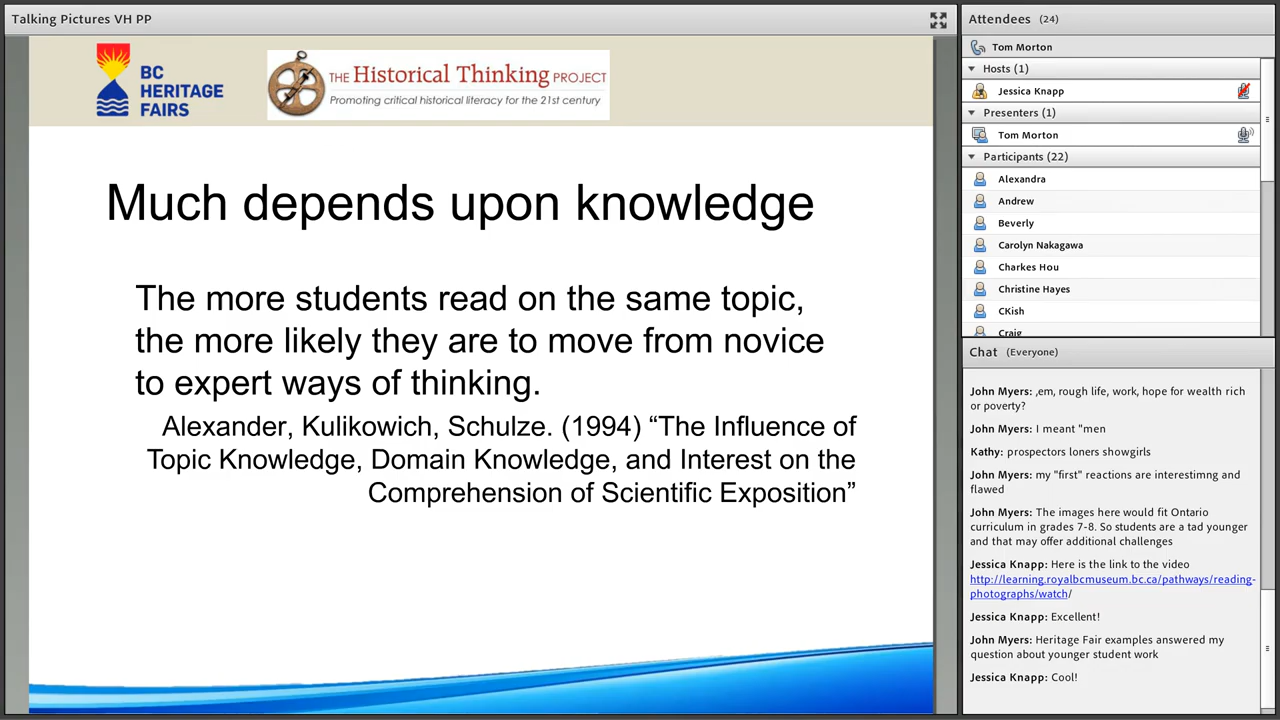 Talking Pictures VH PP
BC
HERITAGE
FAIRS
THE Historical Thinking PROJECT
Promoting critical historical literacy for the 21st century
Much depends upon knowledge
The more students read on the same topic,
the more likely they are to move from novice
to expert ways of thinking.
Alexander, Kulikowich, Schulze. (1994) “The Influence of
Topic Knowledge, Domain Knowledge, and Interest on the
Comprehension of Scientific Exposition”
Attendees (24)
Tom Morton
Hosts (1)
Jessica Knapp
Presenters (1)
Tom Morton
Participants (22)
Alexandra
Andrew
Beverly
Carolyn Nakagawa
Charkes Hou
Christine Hayes
CKish
Craig
Chat (Everyone)
John Myers: ,em, rough life, work, hope for wealth rich
or poverty?
John Myers: I meant "men
Kathy: prospectors loners showgirls
John Myers: my "first" reactions are interestimng and
flawed
John Myers: The images here would fit Ontario
curriculum in grades 7-8. So students are a tad younger
and that may offer additional challenges
Jessica Knapp: Here is the link to the video
http://learning.royalbcmuseum.bc.ca/pathways/reading-
photographs/watch/
Jessica Knapp: Excellent!
John Myers: Heritage Fair examples answered my
question about younger student work
Jessica Knapp: Cool!